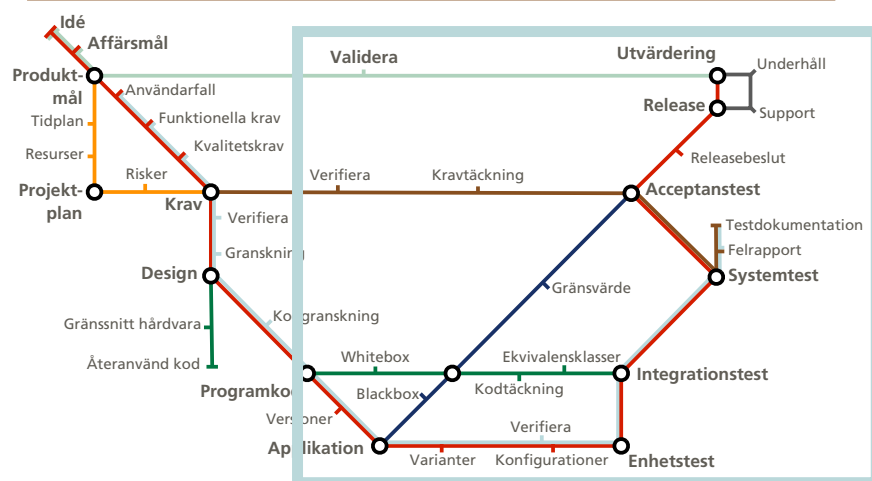 Idé
Affärsmål
Validera
Utvärdering
Underhåll
Produkt-
mål
Användarfall
Release
Support
Tidplan
Funktionella krav
Kvalitetskrav
Resurser
Releasebeslut
Risker
Verifiera
Kravtäckning
Projekt-
plan
Krav
Acceptanstest
Verifiera
Testdokumentation
Granskning
Felrapport
Design
Systemtest
Gränsvärde
Gränssnitt hårdvara
Kodgranskning
Återanvänd kod
Whitebox
Ekvivalensklasser
Integrationstest
Programkod
Blackbox
Kodtäckning
Versioner
Verifiera
Applikation
Varianter
Konfigurationer
Enhetstest